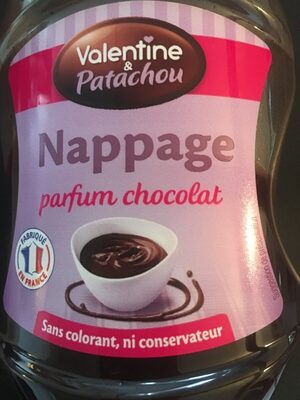 Valentine
& Patachou
Nappage
parfum chocolat
FABRIQUÉ
EN FRANCE
Sans colorant, ni conservateur